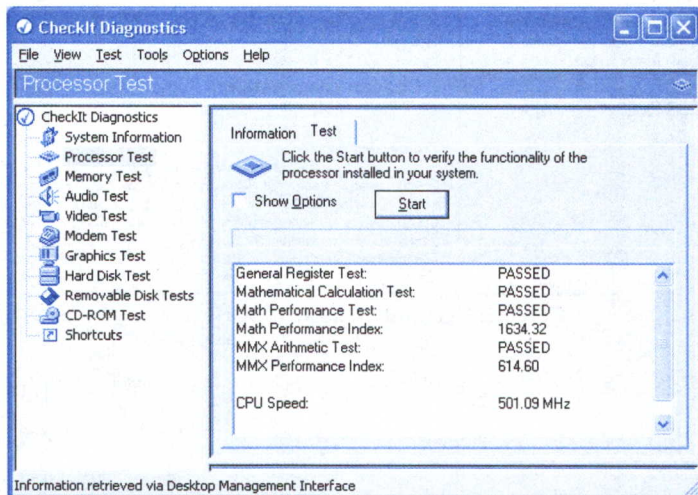 CheckIt Diagnostics
File View Test Tools Options Help
Processor Test
CheckIt Diagnostics
System Information
Processor Test
Memory Test
Audio Test
Video Test
Modem Test
Graphics Test
Hard Disk Test
Removable Disk Tests
CD-ROM Test
Shortcuts
Information Test
Click the Start button to verify the functionality of the
processor installed in your system.
Show Options Start
General Register Test: PASSED
Mathematical Calculation Test: PASSED
Math Performance Test: PASSED
Math Performance Index: 1634.32
MMX Arithmetic Test: PASSED
MMX Performance Index: 614.60
CPU Speed: 501.09 MHz
Information retrieved via Desktop Management Interface